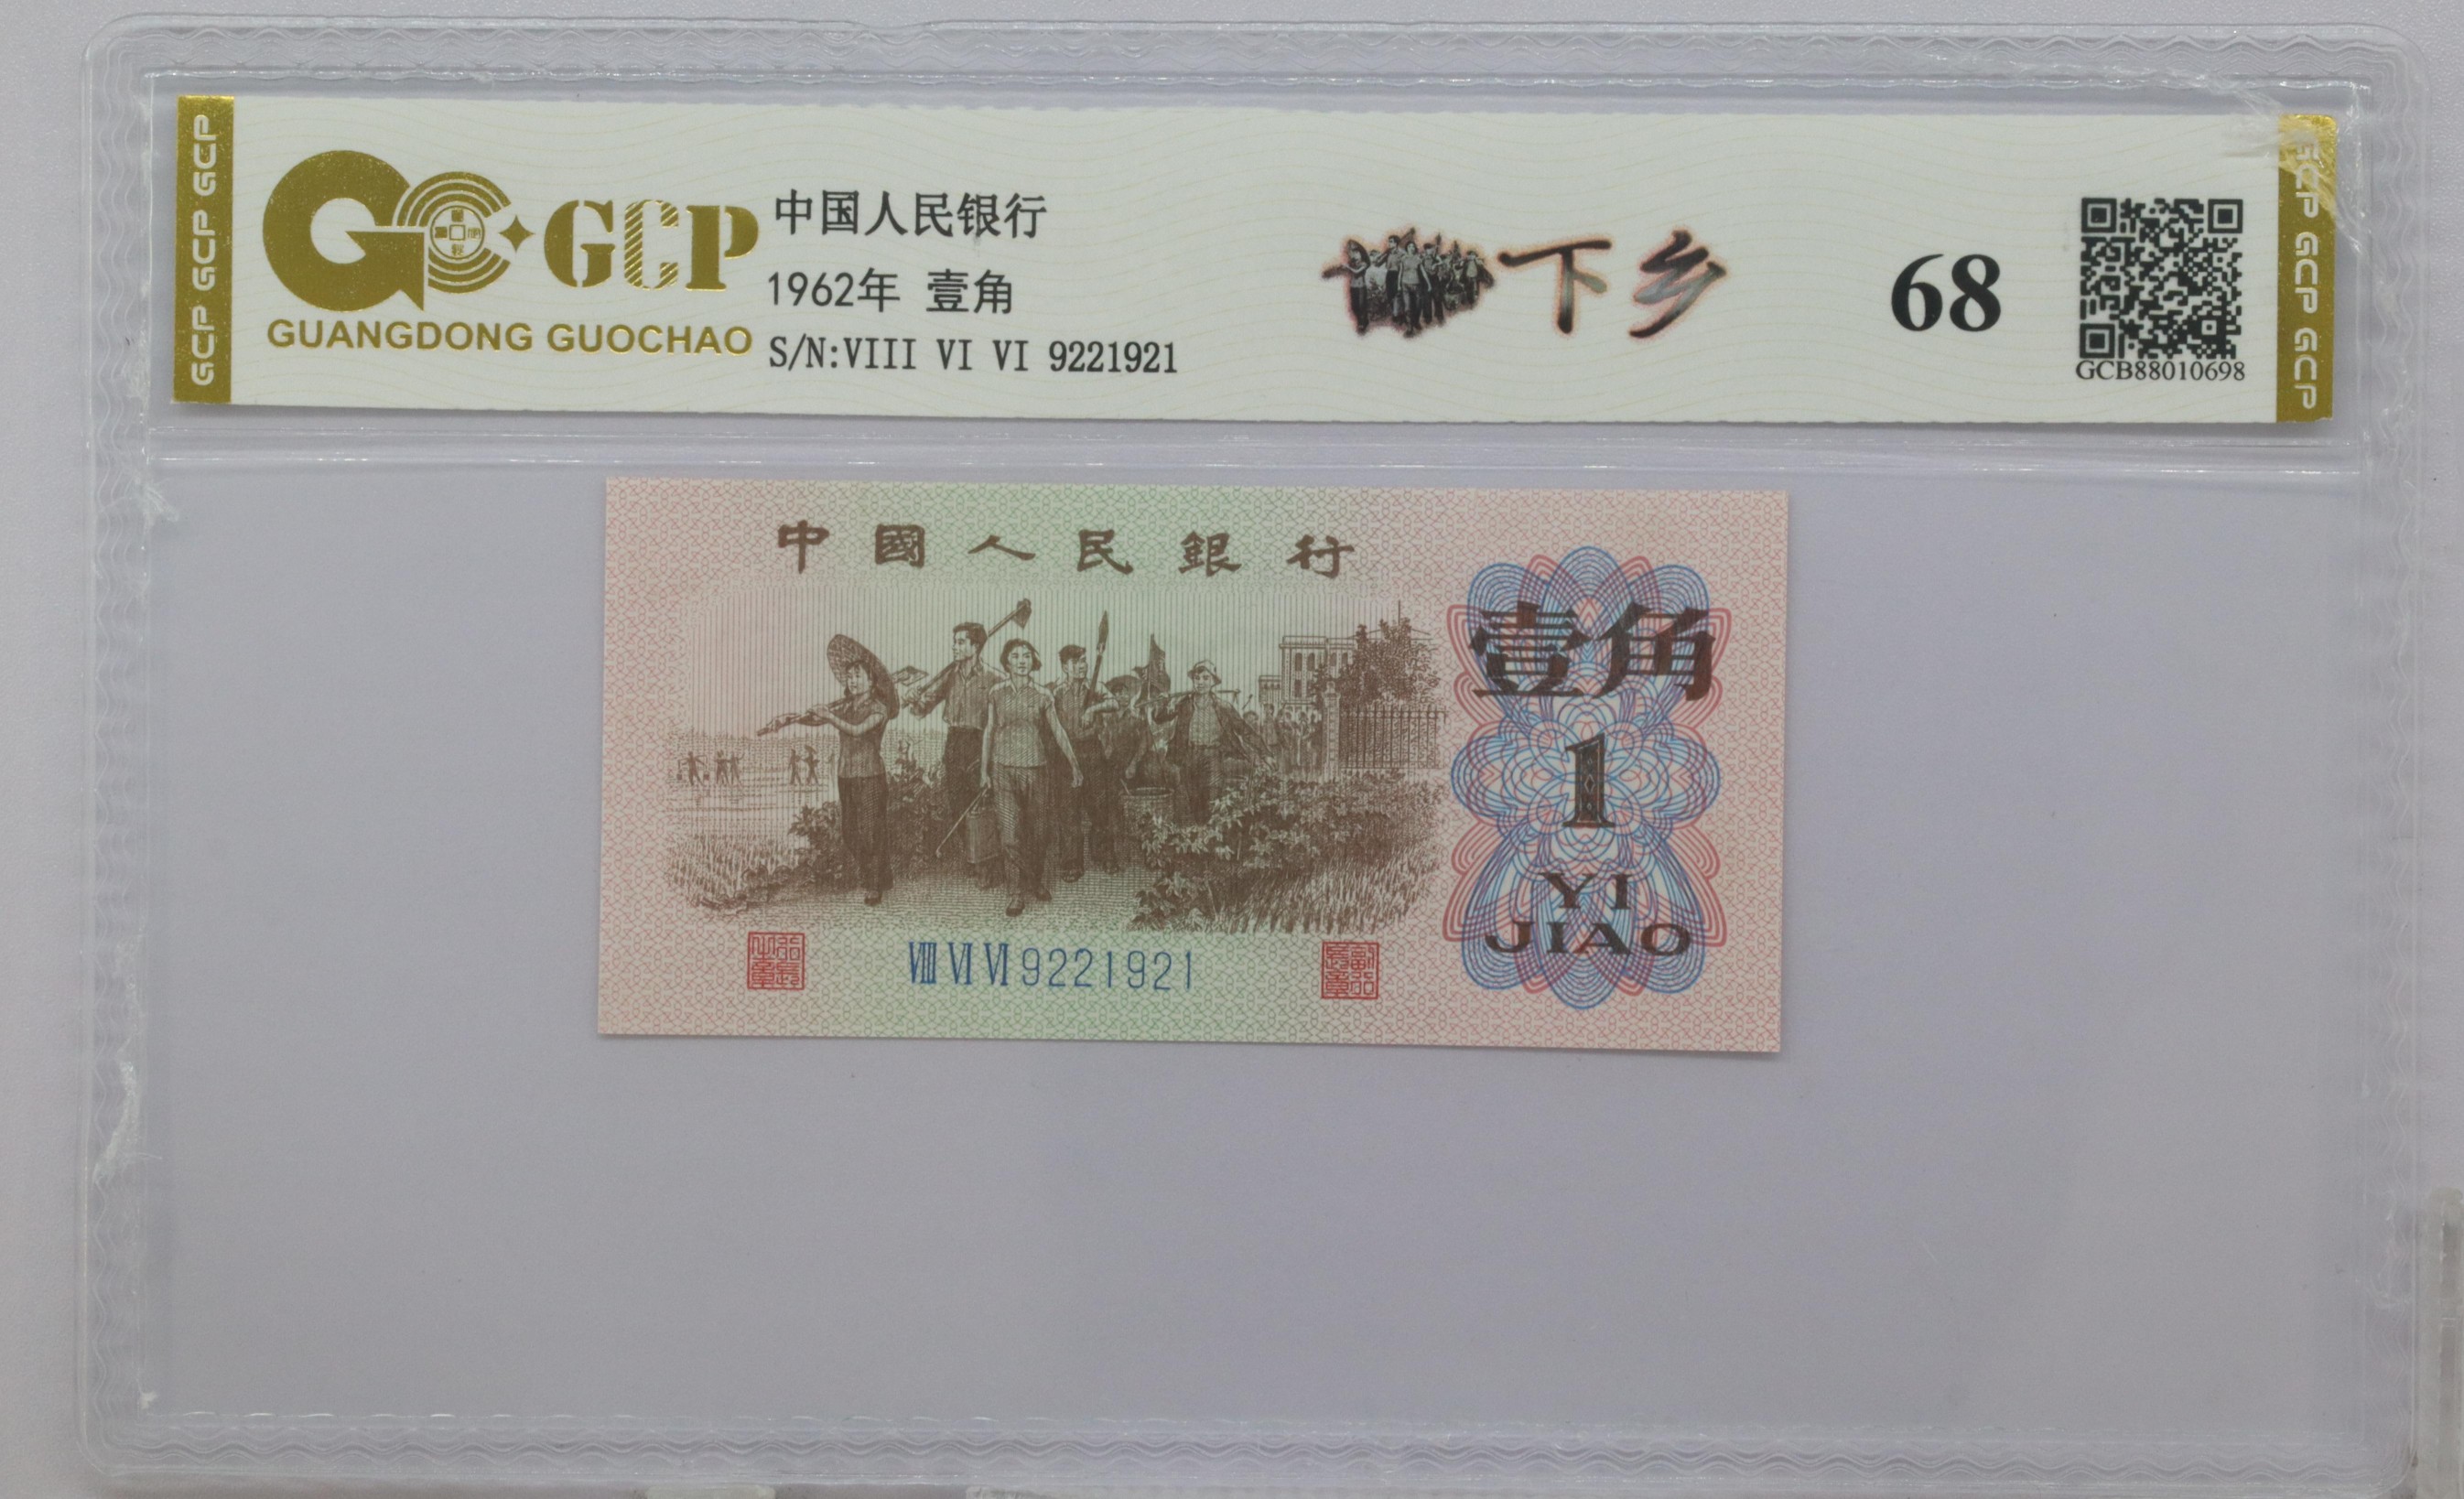 GCP GCP GCP
GCP
GUANGDONG GUOCHAO
中国人民银行
1962年 壹角
S/N:VIII VI VI 9221921
下乡
68
GCB88010698
GCP GCP GCP
中國人民銀行
壹角
1
YI
JIAO
VIII VI VI 9221921